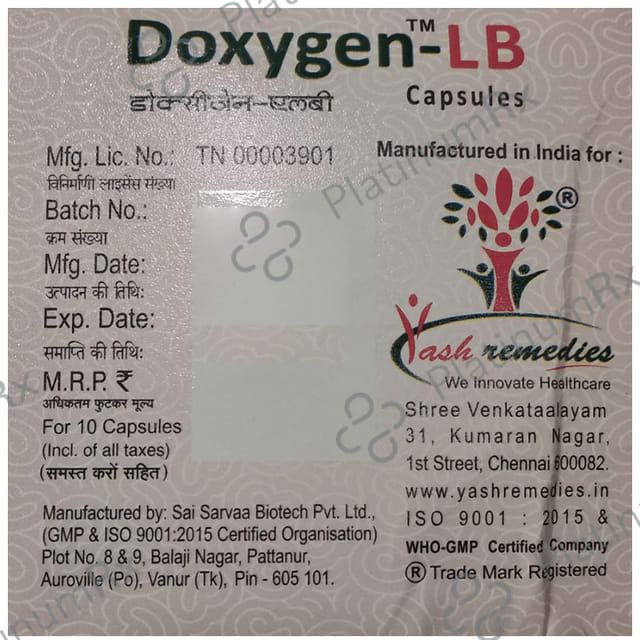 Doxygen™-LB
डोक्सीजेन-एलबी
Capsules
Mfg. Lic. No.: TN 00003901
विनिर्माणी लाइसेंस संख्या
Batch No.:
क्रम संख्या
Mfg. Date:
उत्पादन की तिथि:
Exp. Date:
समाप्ति की तिथि:
M.R.P. ₹
अधिकतम फुटकर मूल्य
For 10 Capsules
(Incl. of all taxes)
(समस्त करों सहित)
Manufactured by: Sai Sarvaa Biotech Pvt. Ltd.,
(GMP & ISO 9001:2015 Certified Organisation)
Plot No. 8 & 9, Balaji Nagar, Pattanur,
Auroville (Po), Vanur (Tk), Pin - 605 101.
Manufactured in India for :
®
Yash remedies
We Innovate Healthcare
Shree Venkataalayam
31, Kumaran Nagar,
1st Street, Chennai 600082.
www.yashremedies.in
ISO 9001 : 2015 &
WHO-GMP Certified Company
® Trade Mark Registered
PlatinumRx
PlatinumRx
PlatinumRx